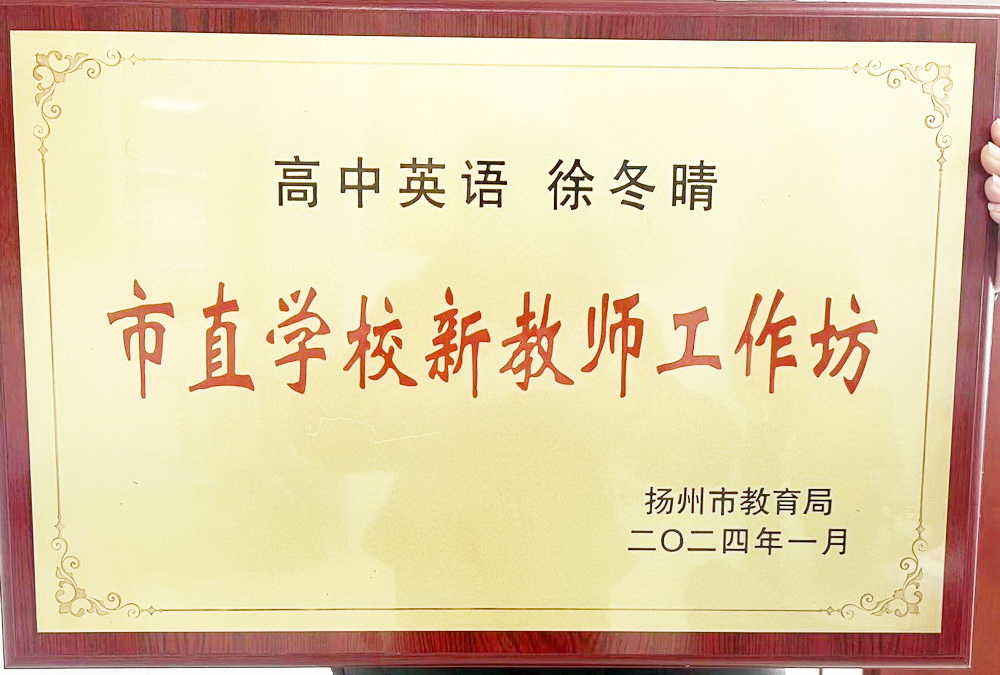 高中英语 徐冬晴
市直学校新教师工作坊
扬州市教育局
二〇二四年一月